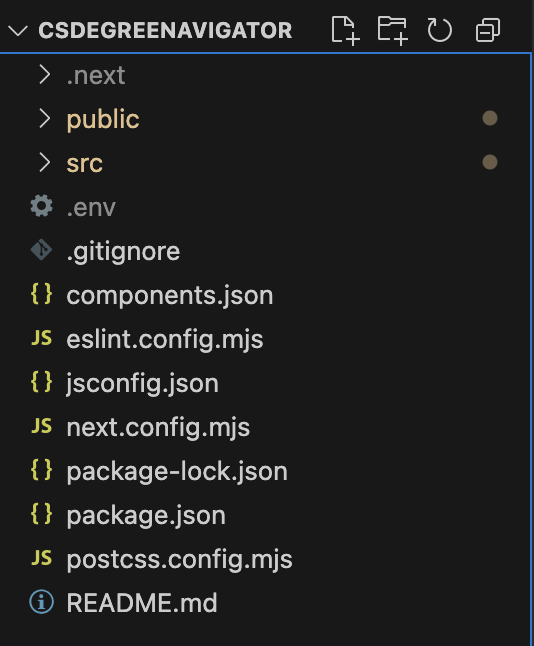 CSDEGREENAVIGATOR
.next
public
src
.env
.gitignore
{} components.json
JS eslint.config.mjs
{} jsconfig.json
JS next.config.mjs
{} package-lock.json
{} package.json
JS postcss.config.mjs
README.md